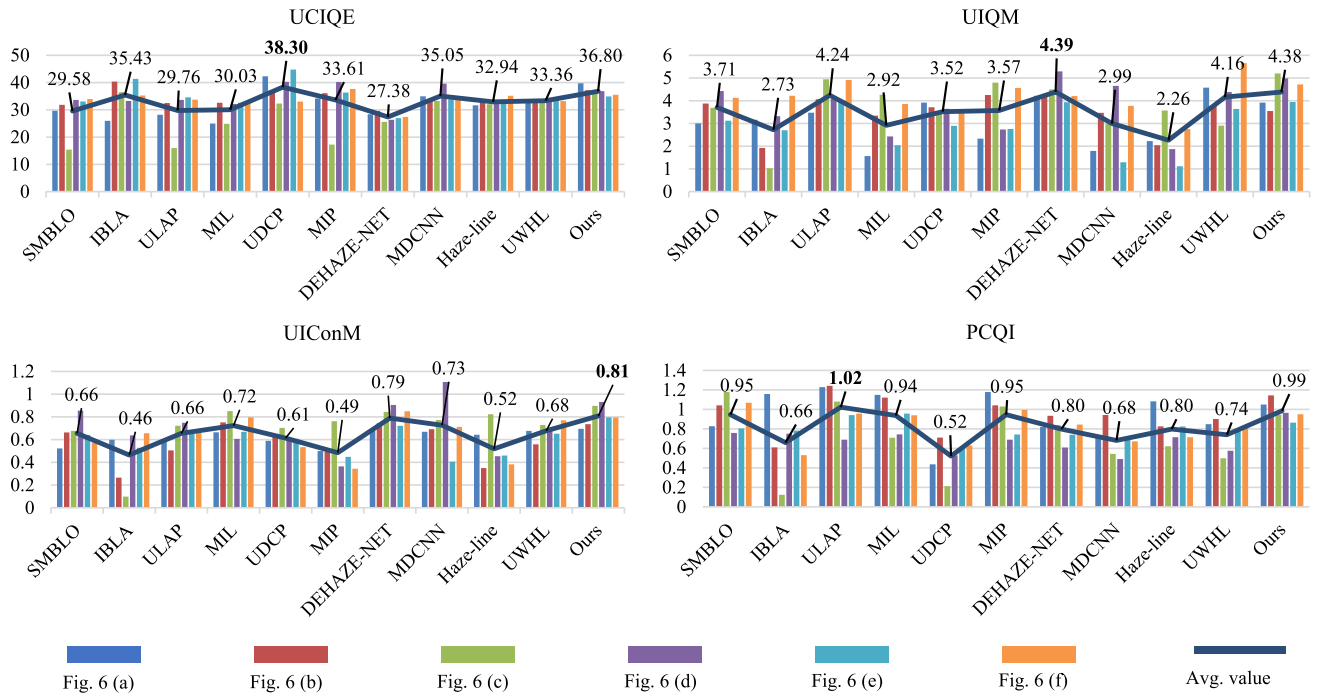 UCIQE
50
40
30
20
10
0
29.58
35.43
29.76
30.03
38.30
33.61
27.38
35.05
32.94
33.36
36.80
SMBLO
IBLA
ULAP
MIL
UDCP
MIP
DEHAZE-NET
MDCNN
Haze-line
UWHL
Ours
UIQM
6
5
4
3
2
1
0
3.71
2.73
4.24
2.92
3.52
3.57
4.39
2.99
2.26
4.16
4.38
SMBLO
IBLA
ULAP
MIL
UDCP
MIP
DEHAZE-NET
MDCNN
Haze-line
UWHL
Ours
UIConM
1.2
1
0.8
0.6
0.4
0.2
0
0.66
0.46
0.66
0.72
0.61
0.49
0.79
0.73
0.52
0.68
0.81
SMBLO
IBLA
ULAP
MIL
UDCP
MIP
DEHAZE-NET
MDCNN
Haze-line
UWHL
Ours
PCQI
1.4
1.2
1
0.8
0.6
0.4
0.2
0
0.95
0.66
1.02
0.94
0.52
0.95
0.80
0.68
0.80
0.74
0.99
SMBLO
IBLA
ULAP
MIL
UDCP
MIP
DEHAZE-NET
MDCNN
Haze-line
UWHL
Ours
Fig. 6 (a)
Fig. 6 (b)
Fig. 6 (c)
Fig. 6 (d)
Fig. 6 (e)
Fig. 6 (f)
Avg. value